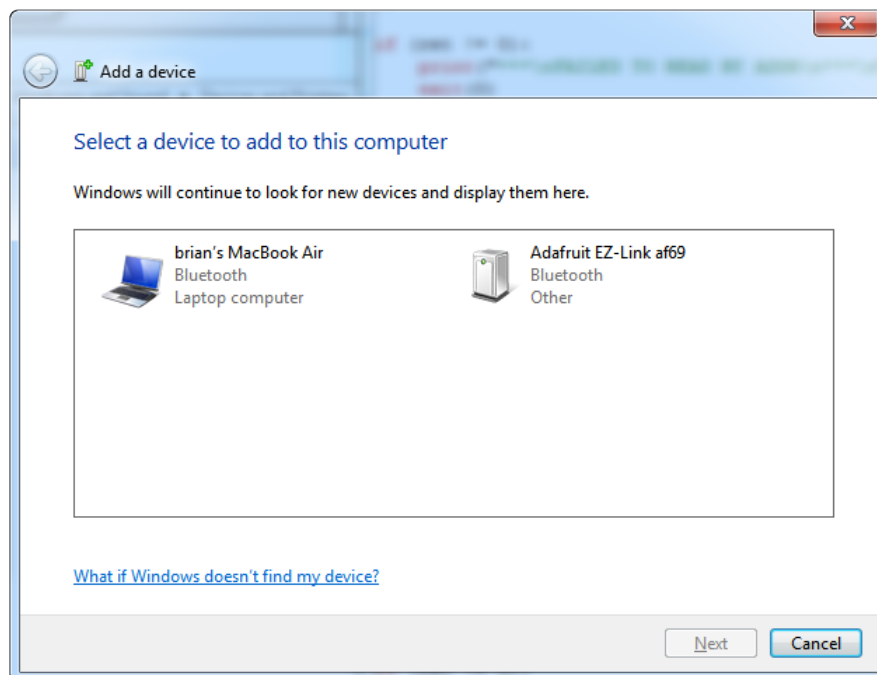 Add a device
Select a device to add to this computer
Windows will continue to look for new devices and display them here.
brian's MacBook Air
Bluetooth
Laptop computer
Adafruit EZ-Link af69
Bluetooth
Other
What if Windows doesn't find my device?
Next
Cancel